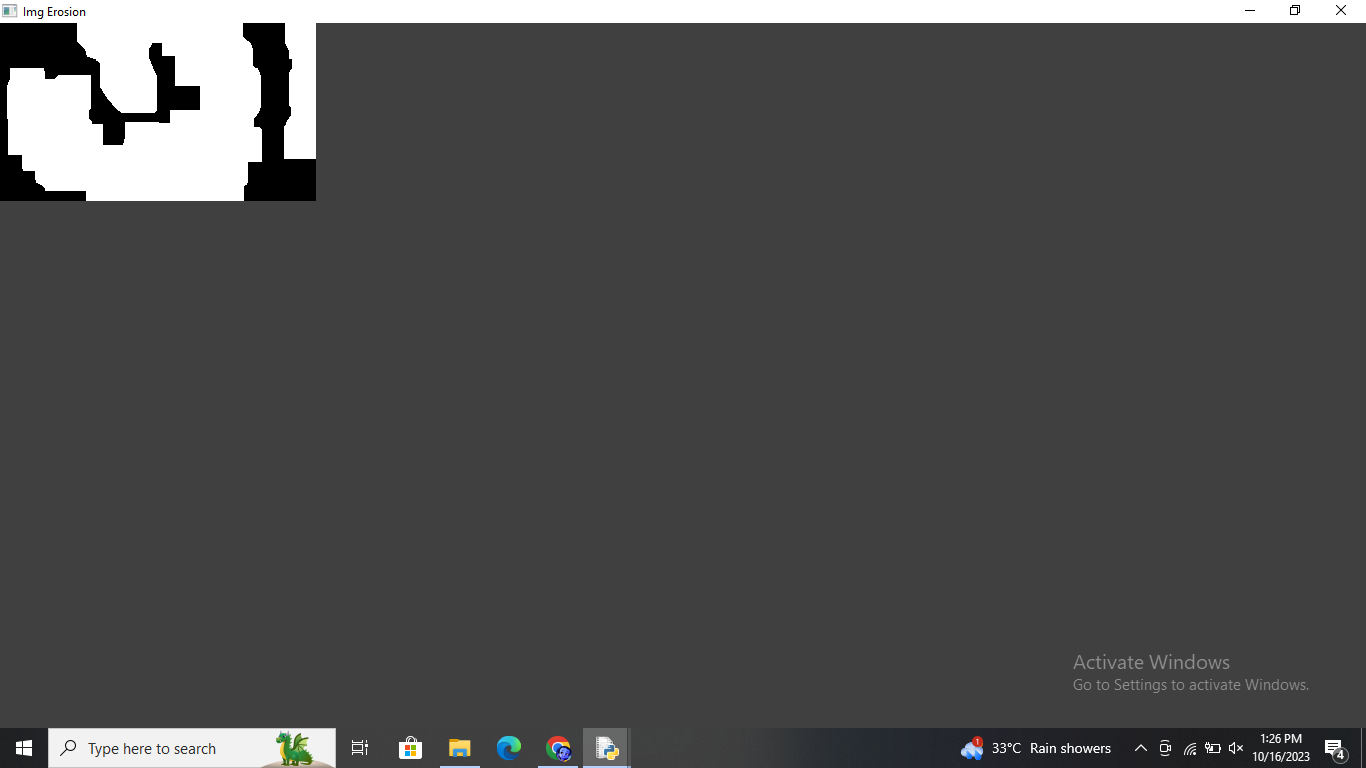 Img Erosion
Activate Windows
Go to Settings to activate Windows.
Type here to search
1
33°C Rain showers
1:26 PM
10/16/2023
4